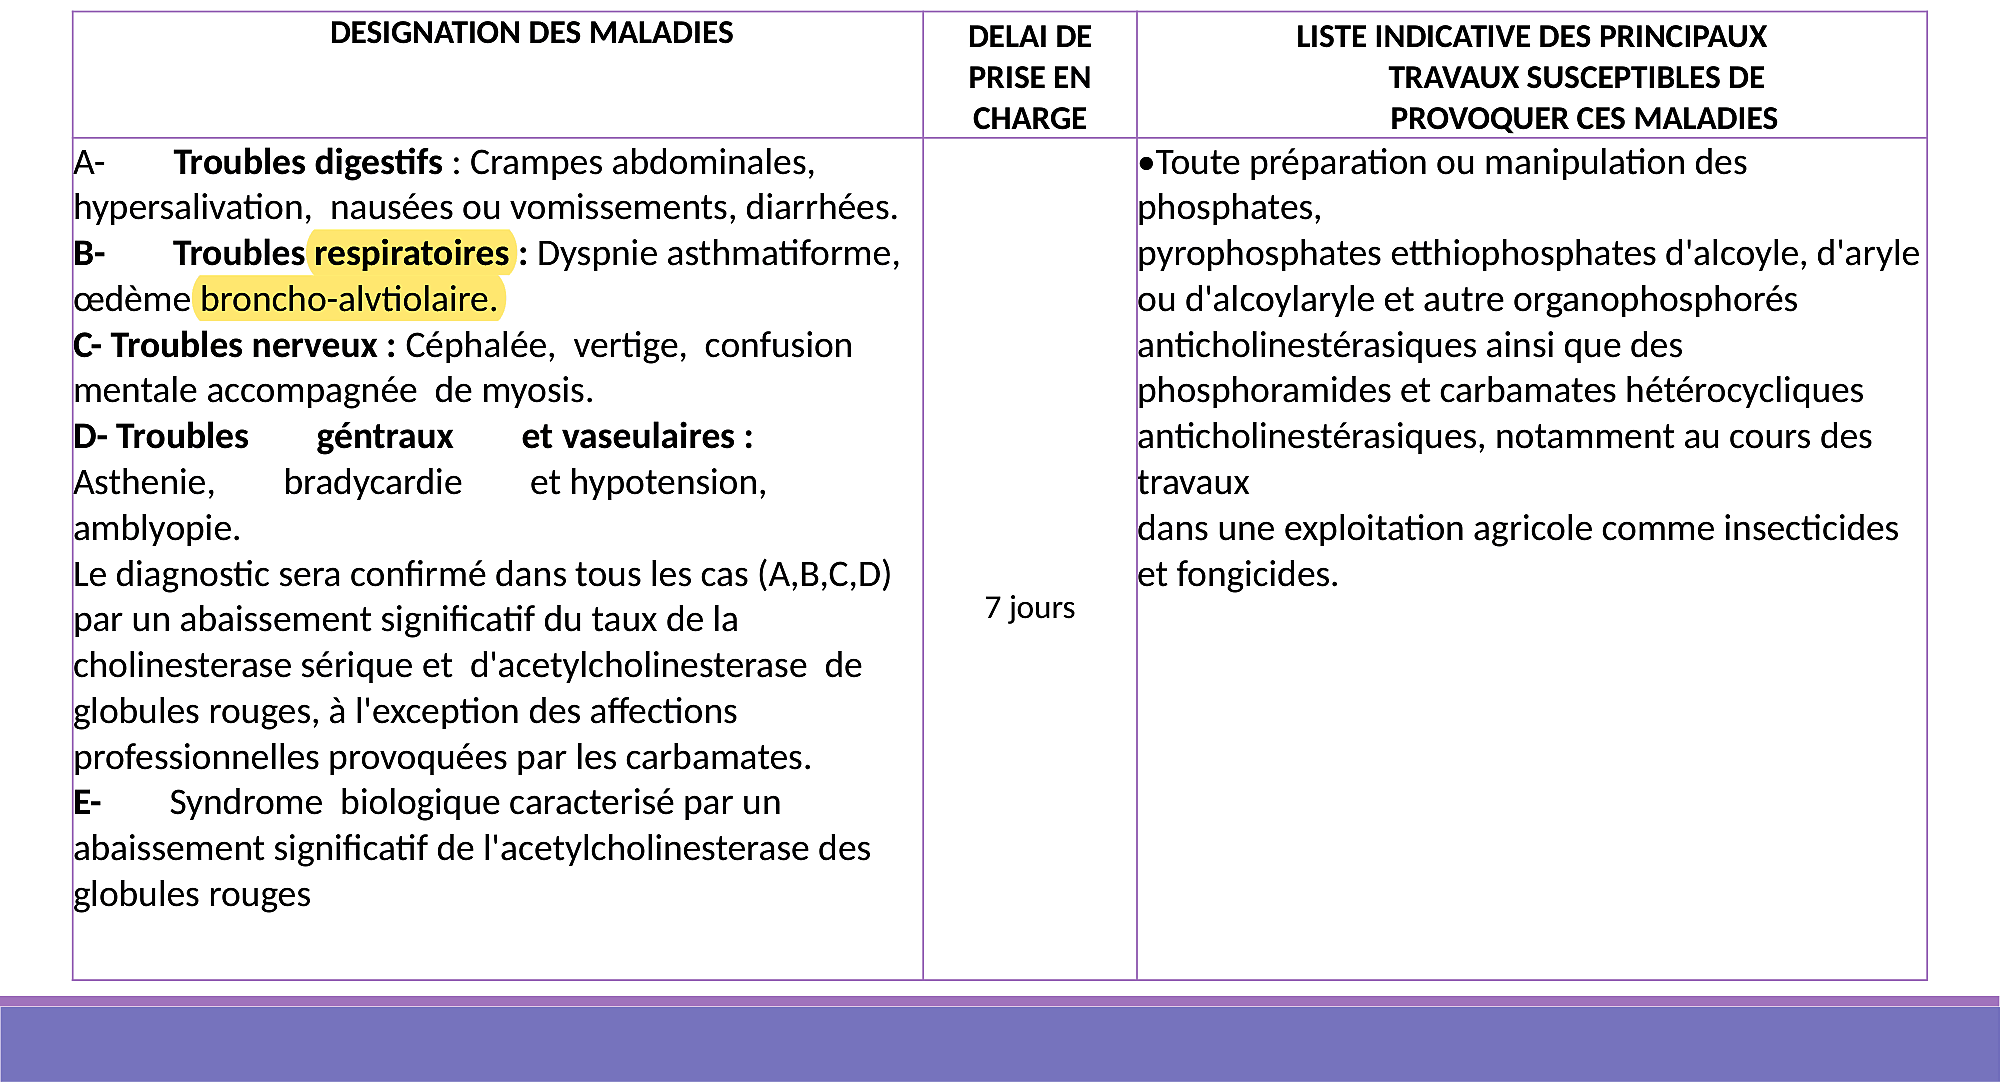 DESIGNATION DES MALADIES
DELAI DE
PRISE EN
CHARGE
LISTE INDICATIVE DES PRINCIPAUX
TRAVAUX SUSCEPTIBLES DE
PROVOQUER CES MALADIES
A- Troubles digestifs : Crampes abdominales,
hypersalivation, nausées ou vomissements, diarrhées.
B- Troubles respiratoires : Dyspnie asthmatiforme,
œdème broncho-alvtiolaire.
C- Troubles nerveux : Céphalée, vertige, confusion
mentale accompagnée de myosis.
D- Troubles géntraux et vaseulaires :
Asthenie, bradycardie et hypotension,
amblyopie.
Le diagnostic sera confirmé dans tous les cas (A,B,C,D)
par un abaissement significatif du taux de la
cholinesterase sérique et d'acetylcholinesterase de
globules rouges, à l'exception des affections
professionnelles provoquées par les carbamates.
E- Syndrome biologique caracterisé par un
abaissement significatif de l'acetylcholinesterase des
globules rouges
7 jours
•Toute préparation ou manipulation des
phosphates,
pyrophosphates etthiophosphates d'alcoyle, d'aryle
ou d'alcoylaryle et autre organophosphorés
anticholinestérasiques ainsi que des
phosphoramides et carbamates hétérocycliques
anticholinestérasiques, notamment au cours des
travaux
dans une exploitation agricole comme insecticides
et fongicides.